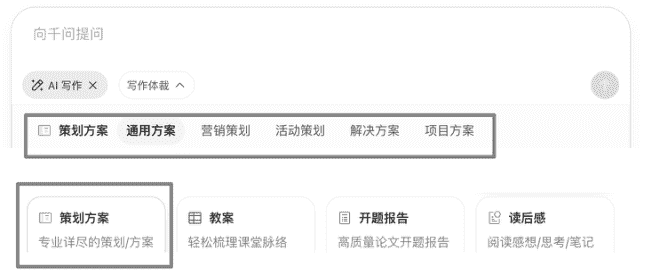 向千问提问
AI 写作 × 写作体裁
策划方案 通用方案 营销策划 活动策划 解决方案 项目方案
策划方案 教案 开题报告 读后感
专业详尽的策划/方案 轻松梳理课堂脉络 高质量论文开题报告 阅读感想/思考/笔记